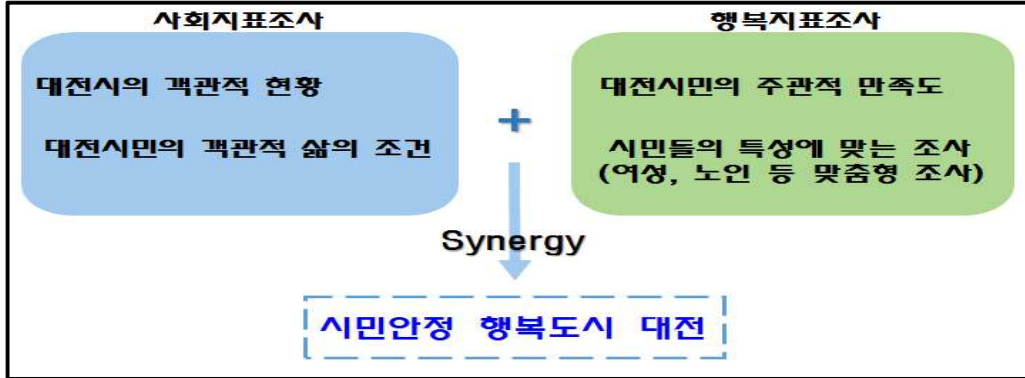 사회지표조사
대전시의 객관적 현황
대전시민의 객관적 삶의 조건
+
행복지표조사
대전시민의 주관적 만족도
시민들의 특성에 맞는 조사
(여성, 노인 등 맞춤형 조사)
Synergy
시민안정 행복도시 대전